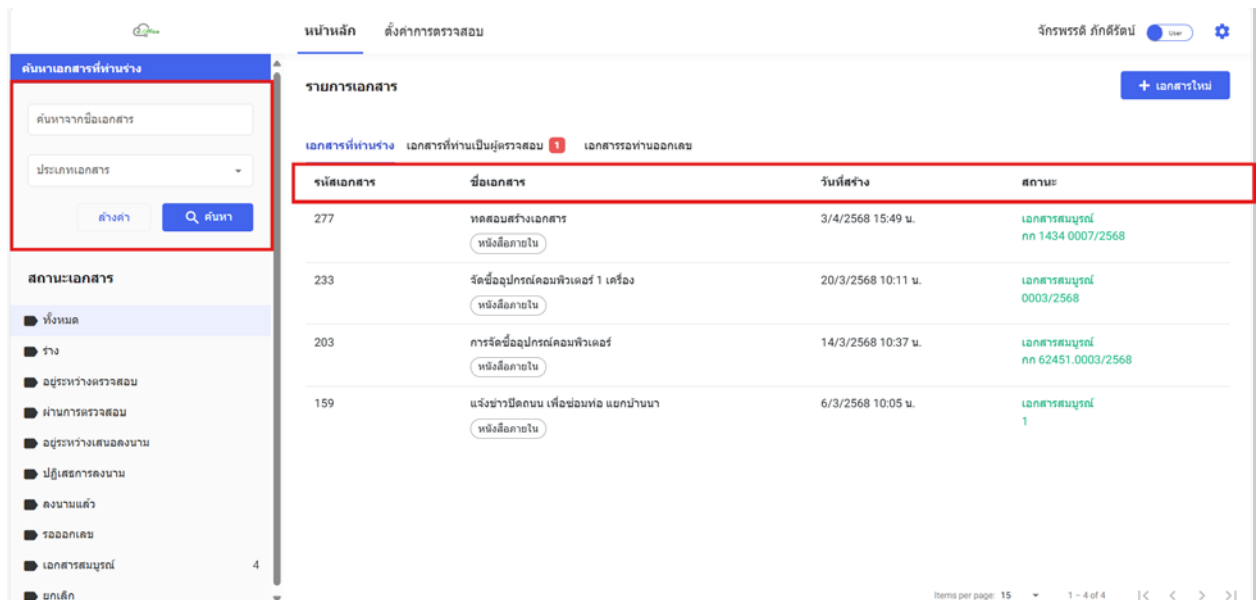 e-Office
หน้าหลัก ตั้งค่าการตรวจสอบ
จักรพรรดิ ภักดีรัตน์ User
ค้นหาเอกสารที่ท่านร่าง
ค้นหาจากชื่อเอกสาร
ประเภทเอกสาร
ล้างค่า ค้นหา
สถานะเอกสาร
ทั้งหมด
ร่าง
อยู่ระหว่างตรวจสอบ
ผ่านการตรวจสอบ
อยู่ระหว่างเสนอลงนาม
ปฏิเสธการลงนาม
ลงนามแล้ว
รอออกเลข
เอกสารสมบูรณ์ 4
ยกเลิก
รายการเอกสาร
+ เอกสารใหม่
เอกสารที่ท่านร่าง เอกสารที่ท่านเป็นผู้ตรวจสอบ 1 เอกสารรอท่านออกเลข
รหัสเอกสาร ชื่อเอกสาร วันที่สร้าง สถานะ
277 ทดสอบสร้างเอกสาร 3/4/2568 15:49 น. เอกสารสมบูรณ์
หนังสือภายใน กก 1434 0007/2568
233 จัดซื้ออุปกรณ์คอมพิวเตอร์ 1 เครื่อง 20/3/2568 10:11 น. เอกสารสมบูรณ์
หนังสือภายใน 0003/2568
203 การจัดซื้ออุปกรณ์คอมพิวเตอร์ 14/3/2568 10:37 น. เอกสารสมบูรณ์
หนังสือภายใน กก 62451.0003/2568
159 แจ้งข่าวปิดถนน เพื่อซ่อมท่อ แยกบ้านนา 6/3/2568 10:05 น. เอกสารสมบูรณ์
หนังสือภายใน 1
Items per page: 15 1 – 4 of 4